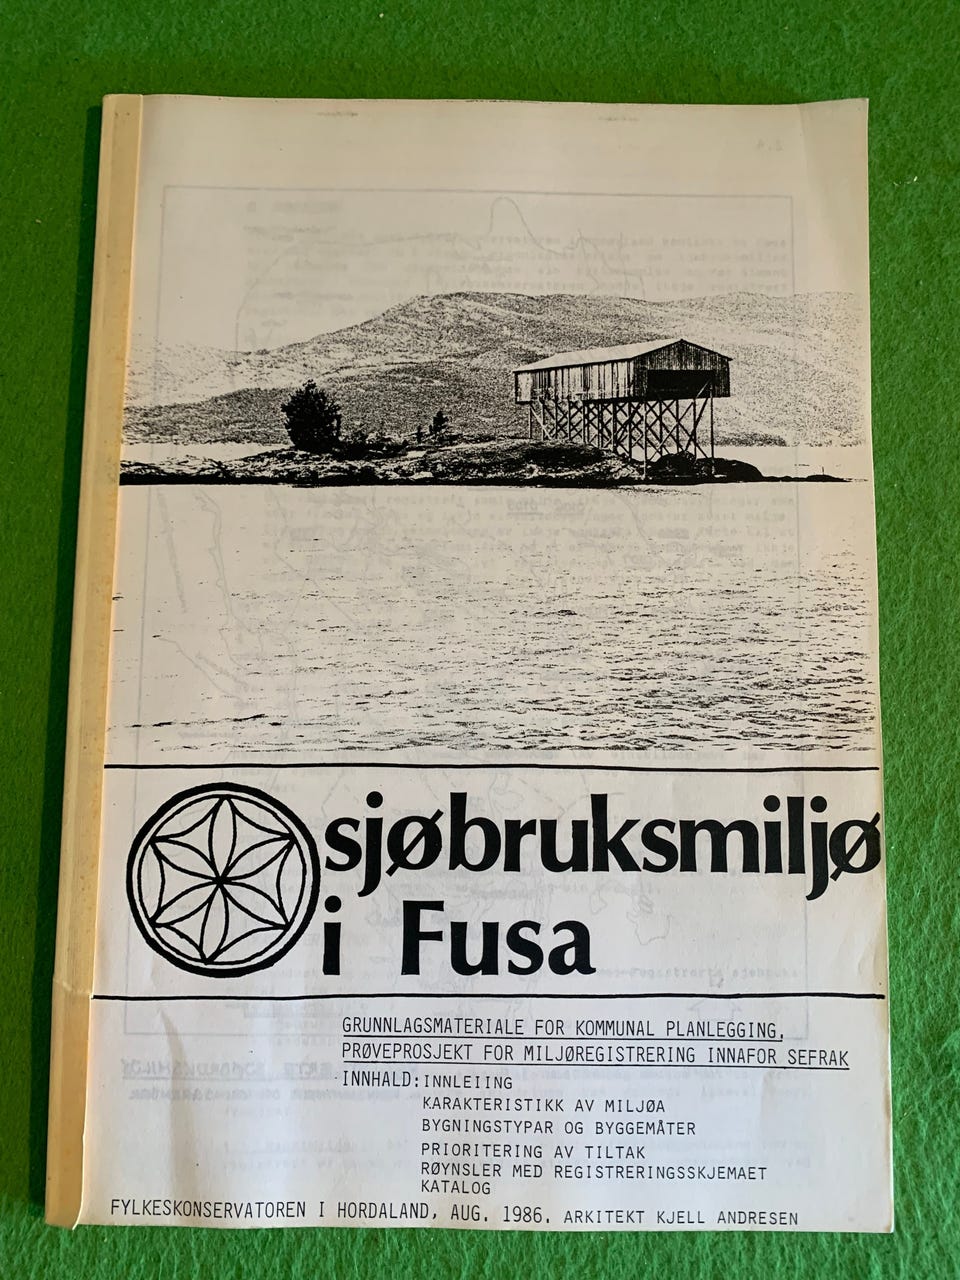 sjøbruksmiljø
i Fusa
GRUNNLAGSMATERIALE FOR KOMMUNAL PLANLEGGING.
PRØVEPROSJEKT FOR MILJØREGISTRERING INNAFOR SEFRAK
INNHALD: INNLEIING
KARAKTERISTIKK AV MILJØA
BYGNINGSTYPAR OG BYGGEMÅTER
PRIORITERING AV TILTAK
RØYNSLER MED REGISTRERINGSSKJEMAET
KATALOG
FYLKESKONSERVATOREN I HORDALAND, AUG. 1986. ARKITEKT KJELL ANDRESEN